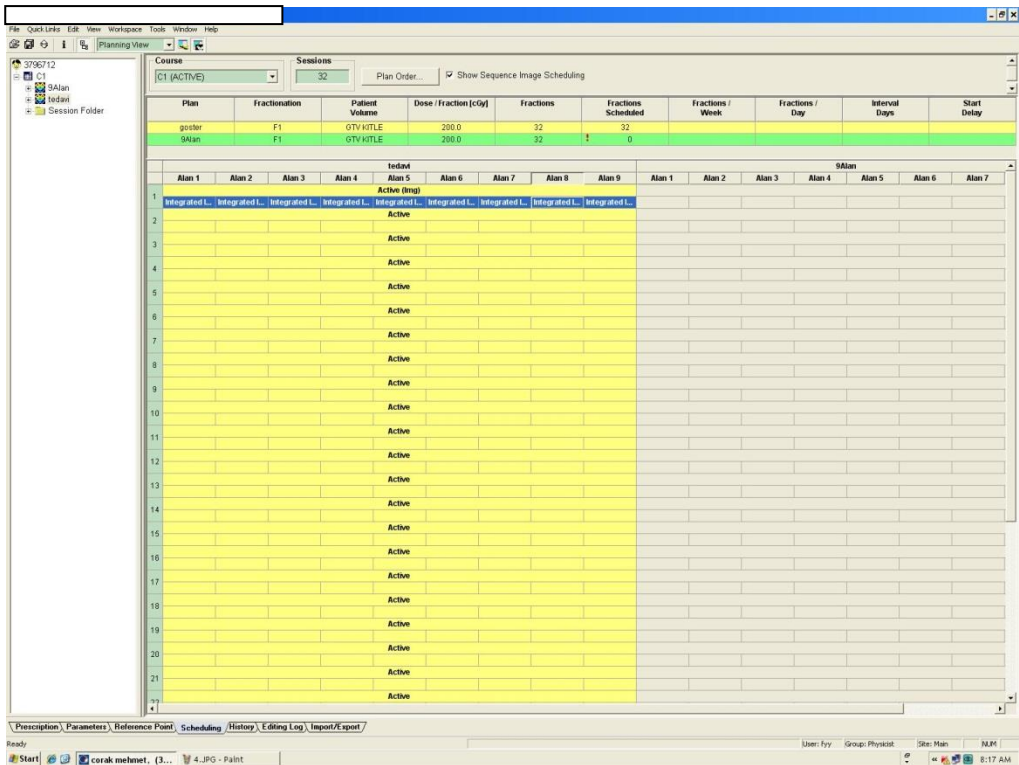 File Quick Links Edit View Workspace Tools Window Help
Planning View
3796712
C1
9Alan
tedavi
Session Folder
Course
C1 (ACTIVE)
Sessions
32
Plan Order...
Show Sequence Image Scheduling
Plan Fractionation Patient Volume Dose / Fraction [cGy] Fractions Fractions Scheduled Fractions / Week Fractions / Day Interval Days Start Delay
goster F1 GTV KITLE 200.0 32 32
9Alan F1 GTV KITLE 200.0 32 ! 0
tedavi 9Alan
Alan 1 Alan 2 Alan 3 Alan 4 Alan 5 Alan 6 Alan 7 Alan 8 Alan 9 Alan 1 Alan 2 Alan 3 Alan 4 Alan 5 Alan 6 Alan 7
1 Active (Img)
Integrated I... Integrated I... Integrated I... Integrated I... Integrated I... Integrated I... Integrated I... Integrated I... Integrated I...
2 Active
3 Active
4 Active
5 Active
6 Active
7 Active
8 Active
9 Active
10 Active
11 Active
12 Active
13 Active
14 Active
15 Active
16 Active
17 Active
18 Active
19 Active
20 Active
21 Active
22 Active
Prescription Parameters Reference Point Scheduling History Editing Log Import/Export
Ready User: fyy Group: Physicist Site: Main NUM
Start corak mehmet, (3... 4..JPG - Paint 8:17 AM